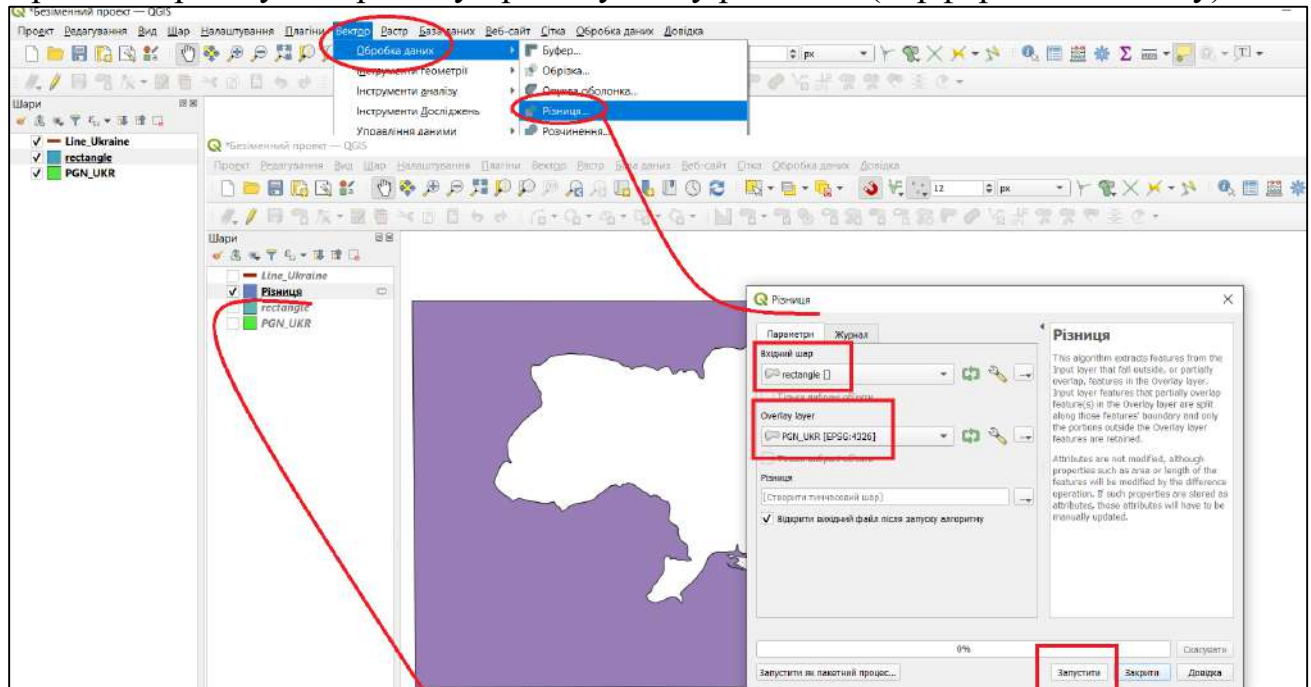 *Безіменний проект — QGIS
Проект Редагування Вид Шар Налаштування Плагіни Вектор Растр База даних Веб-сайт Сітка Обробка даних Довідка
Обробка даних
Буфер...
px
Інструменти геометрії
Обрізка...
Інструменти аналізу
Опукла оболонка...
Інструменти Досліджень
Різниця...
Управління даними
Розчинення...
Шари
Line_Ukraine
rectangle
PGN_UKR
*Безіменний проект — QGIS
Проект Редагування Вид Шар Налаштування Плагіни Вектор Растр База даних Веб-сайт Сітка Обробка даних Довідка
12
px
Шари
Line_Ukraine
Різниця
rectangle
PGN_UKR
Різниця
Параметри Журнал
Вхідний шар
rectangle []
Overlay layer
PGN_UKR [EPSG:4326]
Різниця
[Створити тимчасовий шар]
Відкрити вихідний файл після запуску алгоритму
Різниця
This algorithm extracts features from the
Input layer that fall outside, or partially
overlap, features in the Overlay layer.
Input layer features that partially overlap
feature(s) in the Overlay layer are split
along those features' boundary and only
the portions outside the Overlay layer
features are retained.
Attributes are not modified, although
properties such as area or length of the
features will be modified by the difference
operation. If such properties are stored as
attributes, those attributes will have to be
manually updated.
0%
Скасувати
Запустити як пакетний процес...
Запустити
Закрити
Довідка